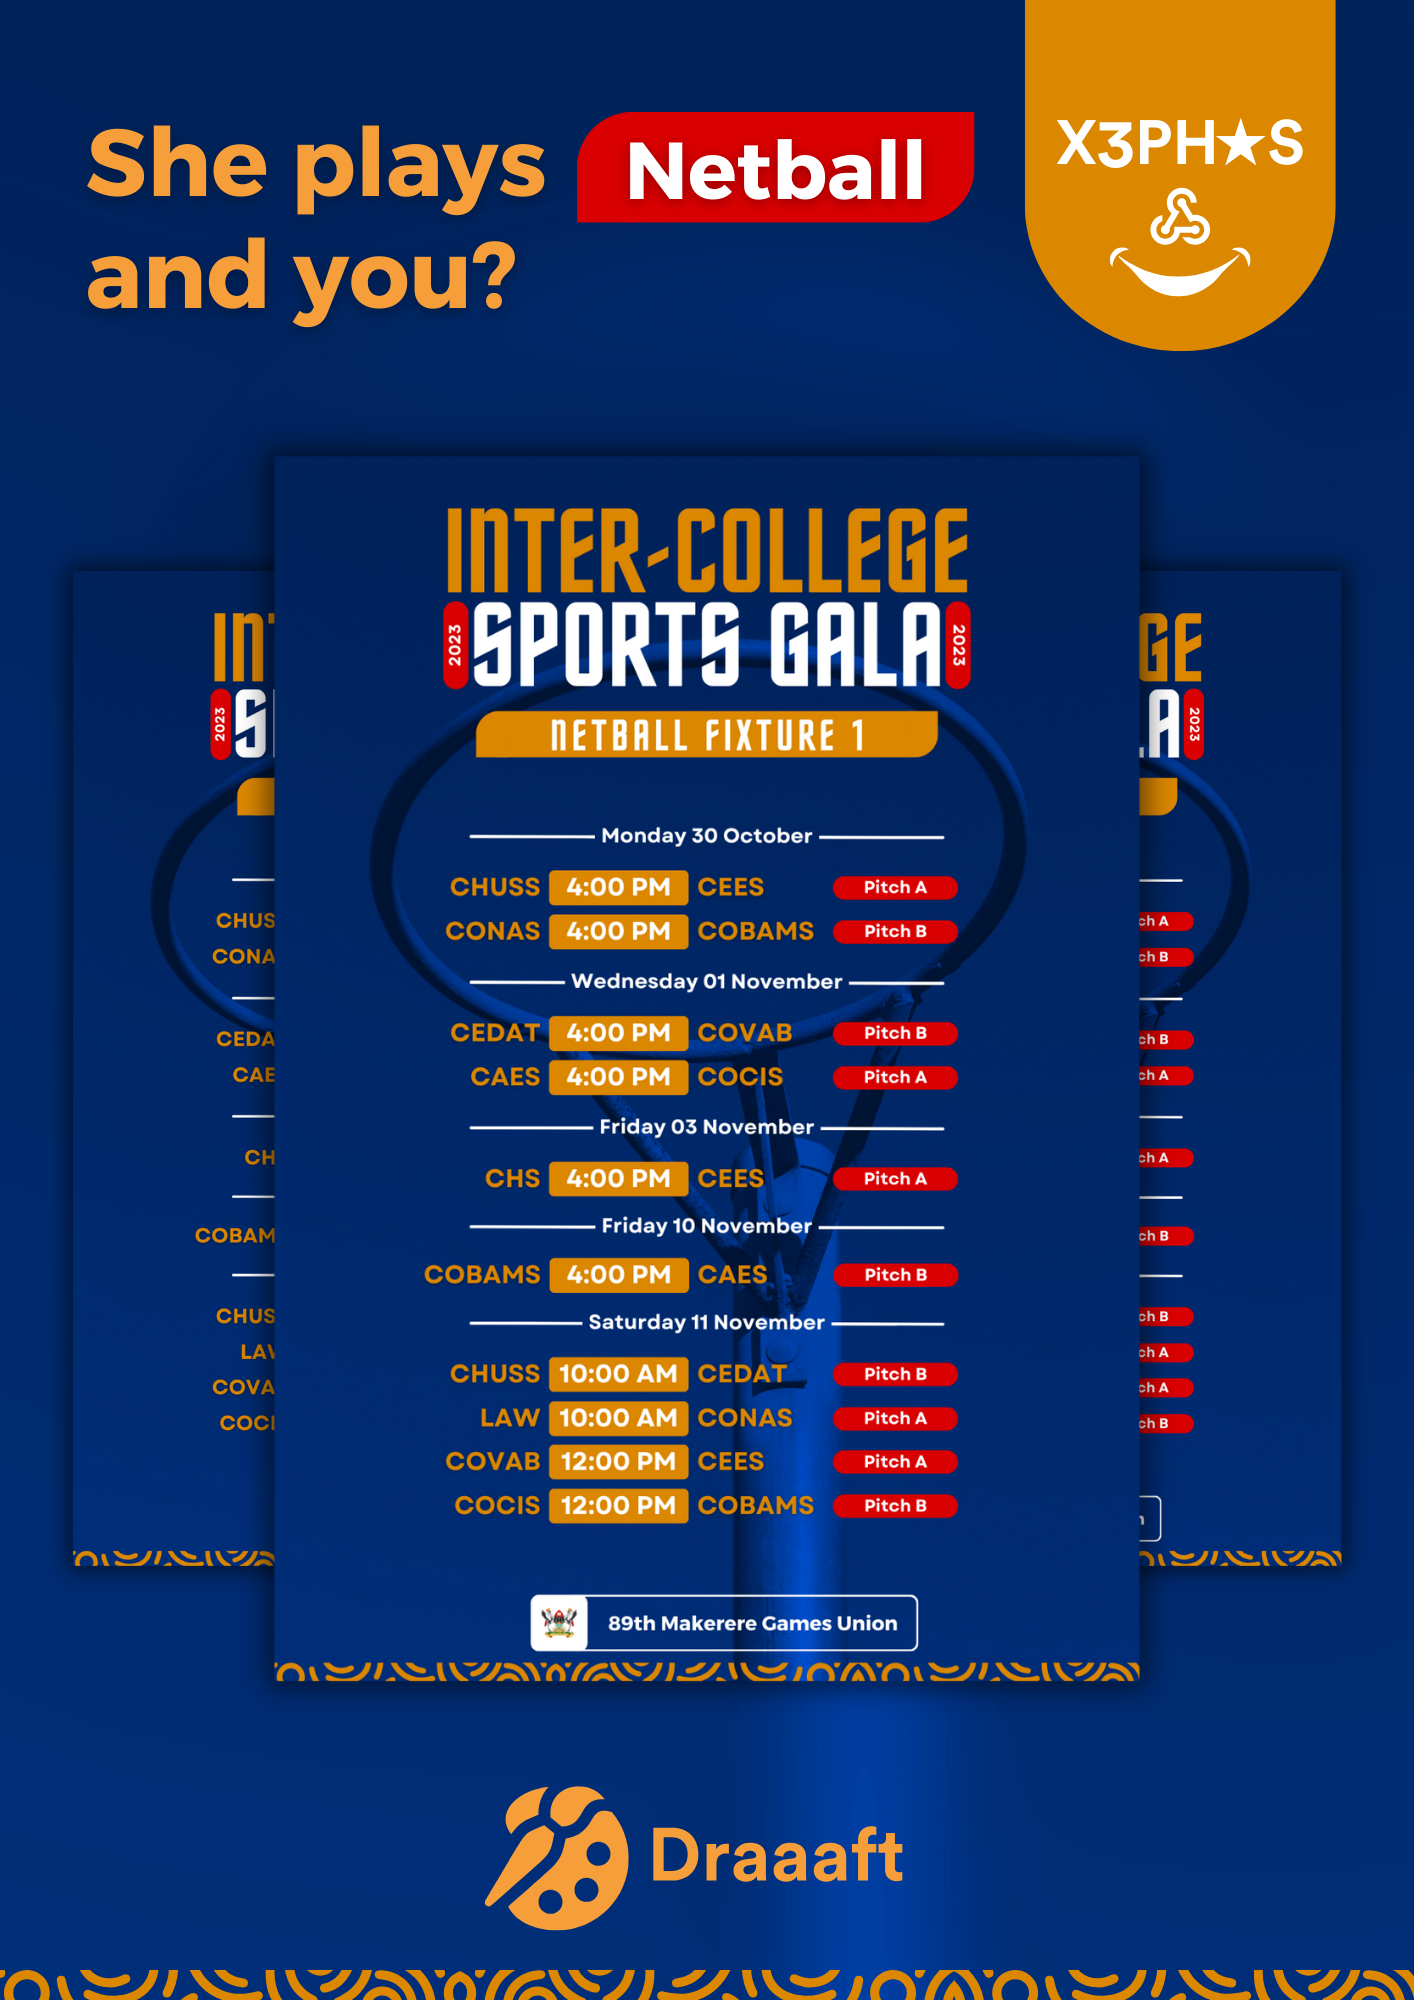 She plays Netball
and you?
X3PH★S
INTER-COLLEGE
2023 SPORTS GALA 2023
NETBALL FIXTURE 1
Monday 30 October
CHUSS 4:00 PM CEES Pitch A
CONAS 4:00 PM COBAMS Pitch B
Wednesday 01 November
CEDAT 4:00 PM COVAB Pitch B
CAES 4:00 PM COCIS Pitch A
Friday 03 November
CHS 4:00 PM CEES Pitch A
Friday 10 November
COBAMS 4:00 PM CAES Pitch B
Saturday 11 November
CHUSS 10:00 AM CEDAT Pitch B
LAW 10:00 AM CONAS Pitch A
COVAB 12:00 PM CEES Pitch A
COCIS 12:00 PM COBAMS Pitch B
89th Makerere Games Union
2023
2023
Draaaft